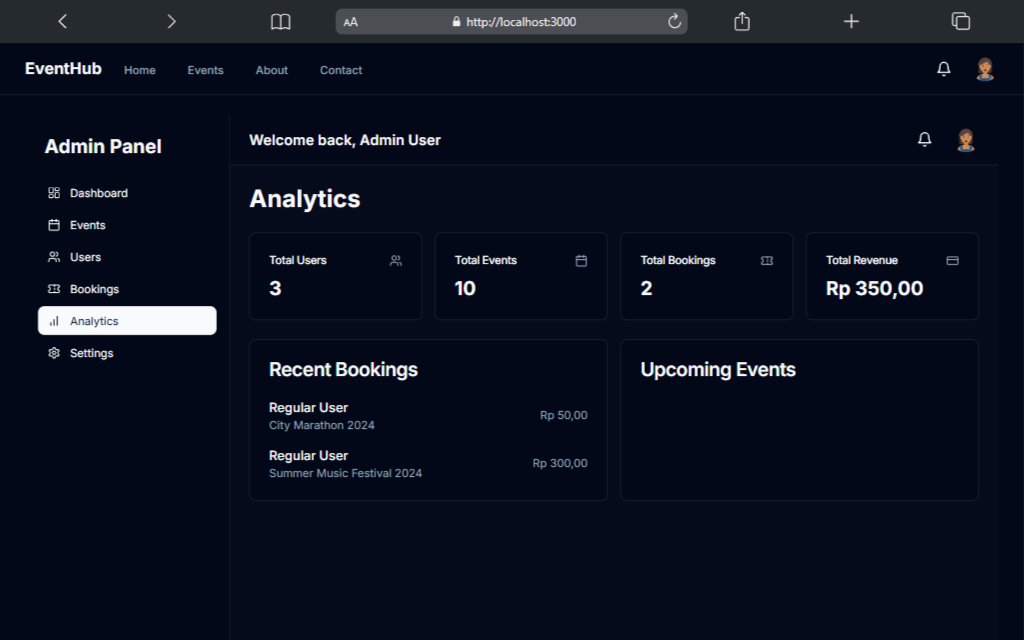 AA http://localhost:3000
EventHub Home Events About Contact
Admin Panel
Dashboard
Events
Users
Bookings
Analytics
Settings
Welcome back, Admin User
Analytics
Total Users
3
Total Events
10
Total Bookings
2
Total Revenue
Rp 350,00
Recent Bookings
Regular User
City Marathon 2024
Rp 50,00
Regular User
Summer Music Festival 2024
Rp 300,00
Upcoming Events